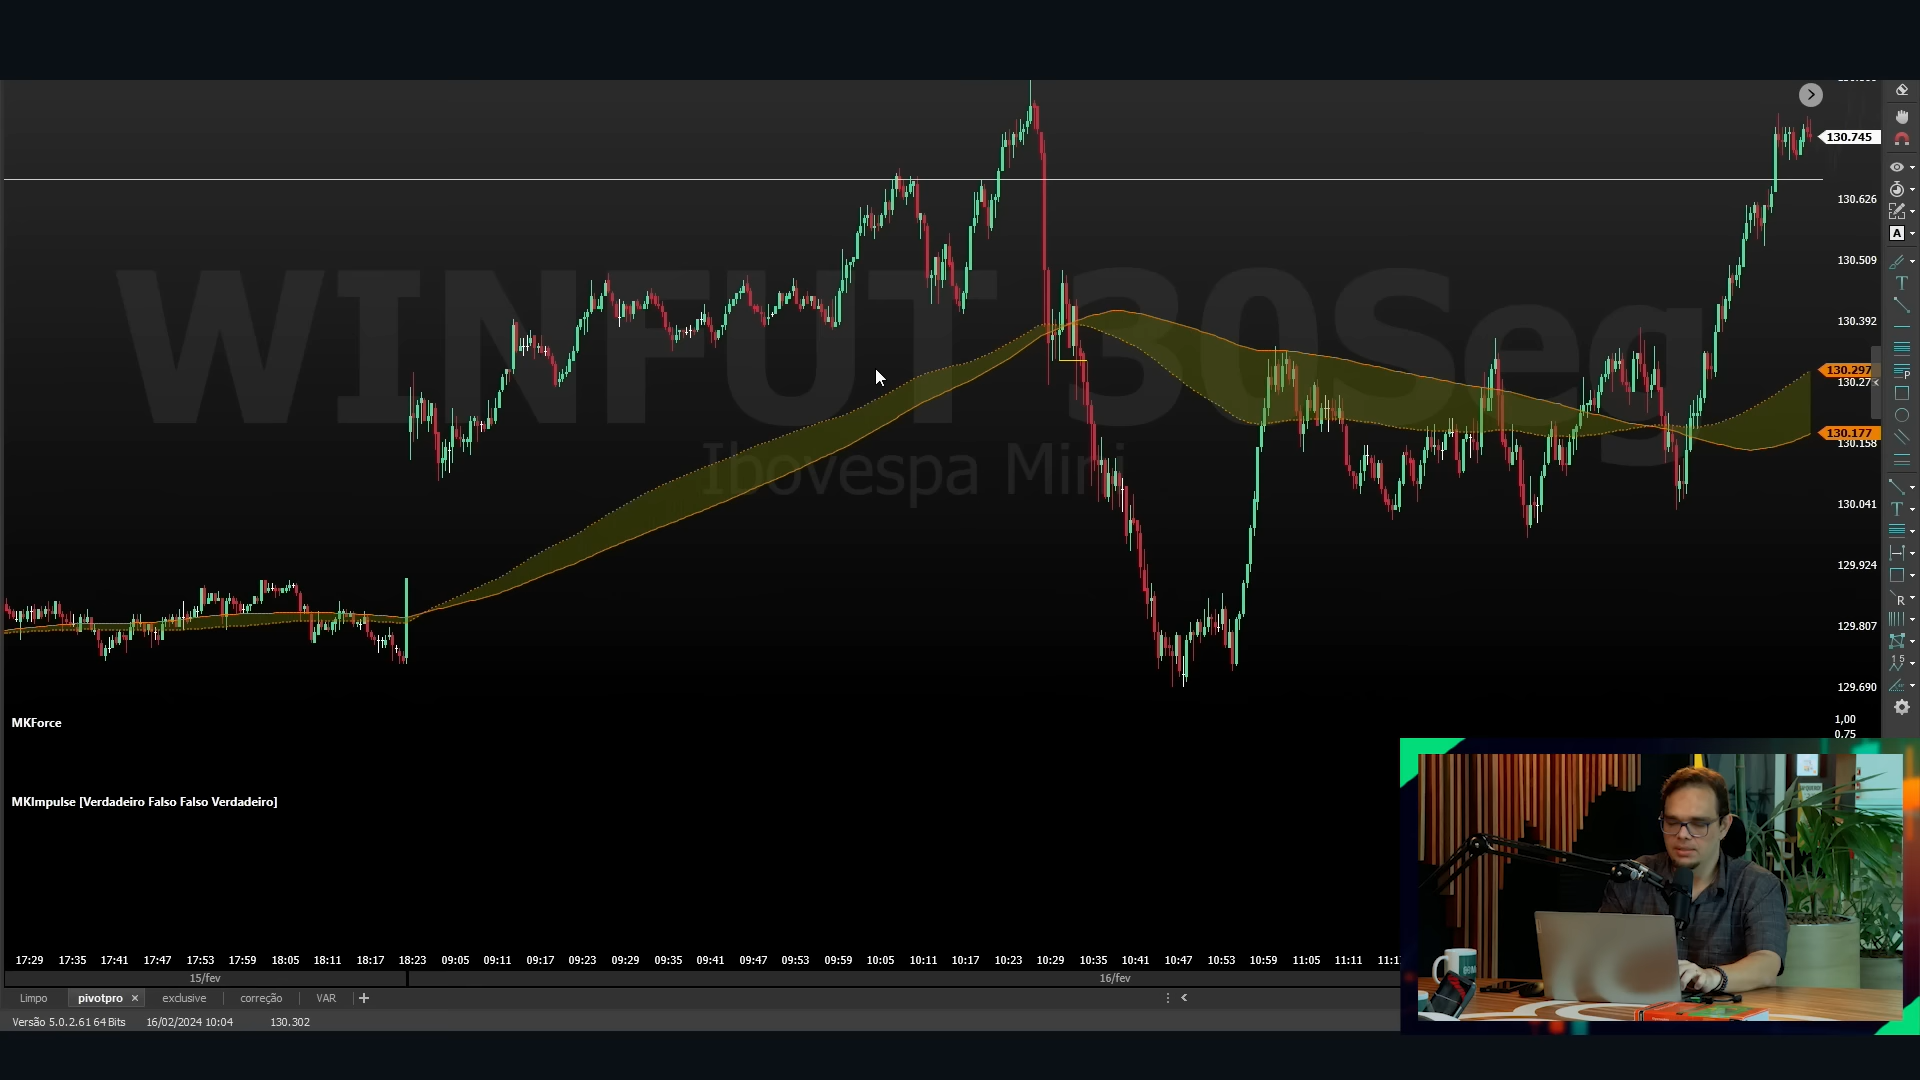 WINFUT 30Seg
Ibovespa Mini
130.745
130.626
130.509
130.392
130.297
130.27
130.177
130.158
130.041
129.924
129.807
129.690
MKForce
1,00
0.75
MKImpulse [Verdadeiro Falso Falso Verdadeiro]
17:29 17:35 17:41 17:47 17:53 17:59 18:05 18:11 18:17 18:23 09:05 09:11 09:17 09:23 09:29 09:35 09:41 09:47 09:53 09:59 10:05 10:11 10:17 10:23 10:29 10:35 10:41 10:47 10:53 10:59 11:05 11:11 11:17
15/fev 16/fev
Limpo pivotpro × exclusive correção VAR +
Versão 5.0.2.61 64 Bits 16/02/2024 10:04 130.302